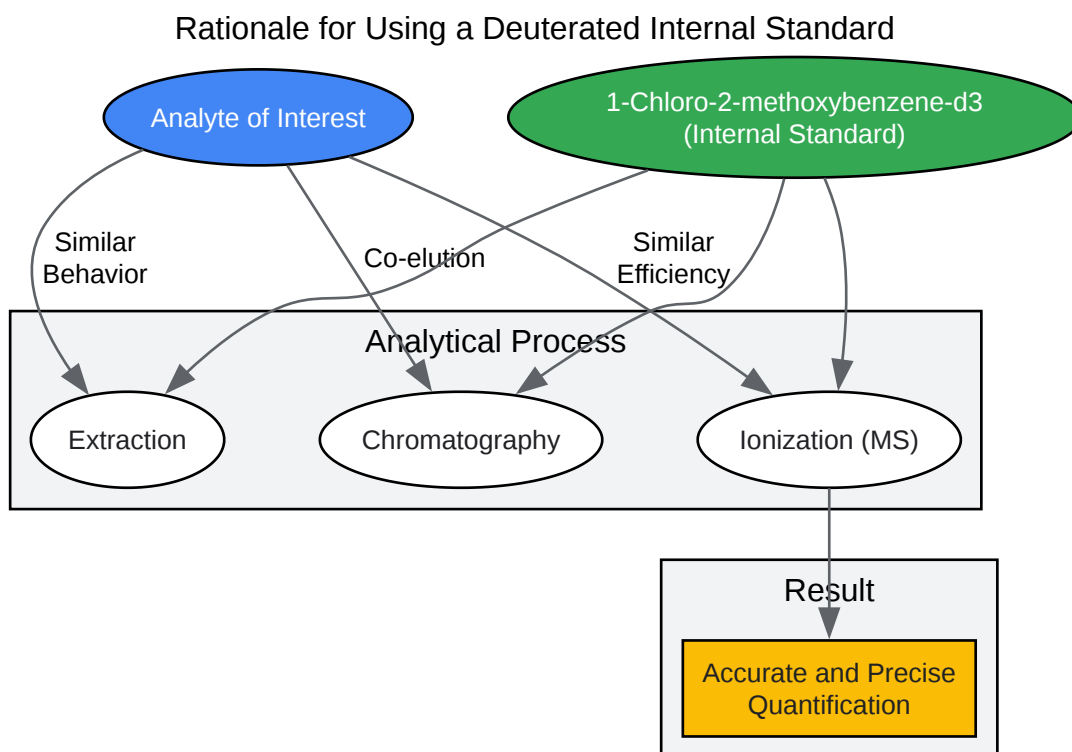 Rationale for Using a Deuterated Internal Standard
Analyte of Interest
1-Chloro-2-methoxybenzene-d3
(Internal Standard)
Similar
Behavior
Co-elution
Similar
Efficiency
Analytical Process
Extraction
Chromatography
Ionization (MS)
Result
Accurate and Precise
Quantification